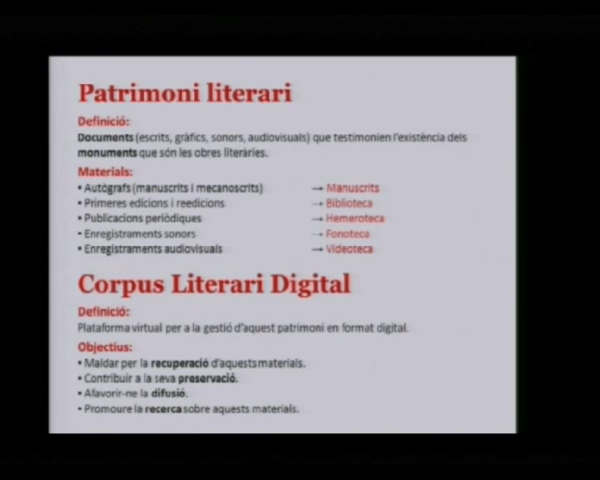 Patrimoni literari
Definició:
Documents (escrits, gràfics, sonors, audiovisuals) que testimonien l'existència dels
monuments que són les obres literàries.
Materials:
• Autògrafs (manuscrits i mecanoscrits) → Manuscrits
• Primeres edicions i reedicions → Biblioteca
• Publicacions periòdiques → Hemeroteca
• Enregistraments sonors → Fonoteca
• Enregistraments audiovisuals → Videoteca
Corpus Literari Digital
Definició:
Plataforma virtual per a la gestió d'aquest patrimoni en format digital.
Objectius:
• Maldar per la recuperació d'aquests materials.
• Contribuir a la seva preservació.
• Afavorir-ne la difusió.
• Promoure la recerca sobre aquests materials.